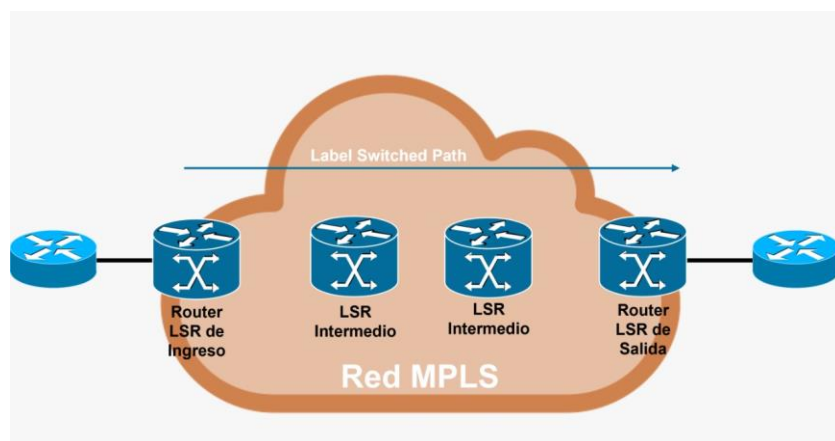 Label Switched Path
Router
LSR de
Ingreso
LSR
Intermedio
LSR
Intermedio
Router
LSR de
Salida
Red MPLS